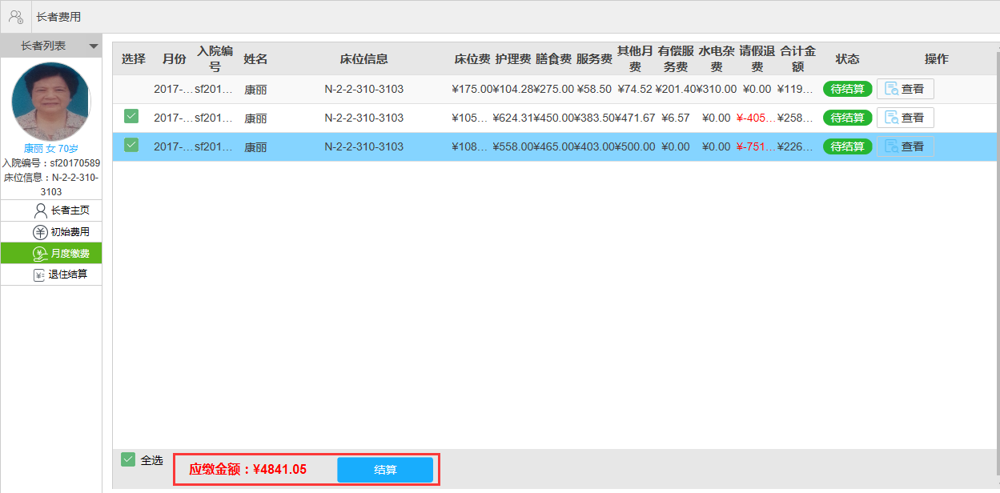 长者费用
长者列表
康丽 女 70岁
入院编号：sf20170589
床位信息：N-2-2-310-
3103
长者主页
初始费用
月度缴费
退住结算
选择 月份 入院编号 姓名 床位信息 床位费 护理费 膳食费 服务费 其他月费 有偿服务费 水电杂费 请假退费 合计金额 状态 操作
2017-... sf201... 康丽 N-2-2-310-3103 ¥175.00 ¥104.28 ¥275.00 ¥58.50 ¥74.52 ¥201.40 ¥310.00 ¥0.00 ¥119... 待结算 查看
2017-... sf201... 康丽 N-2-2-310-3103 ¥105... ¥624.31 ¥450.00 ¥383.50 ¥471.67 ¥6.57 ¥0.00 ¥-405... ¥258... 待结算 查看
2017-... sf201... 康丽 N-2-2-310-3103 ¥108... ¥558.00 ¥465.00 ¥403.00 ¥500.00 ¥0.00 ¥0.00 ¥-751... ¥226... 待结算 查看
全选 应缴金额：¥4841.05 结算